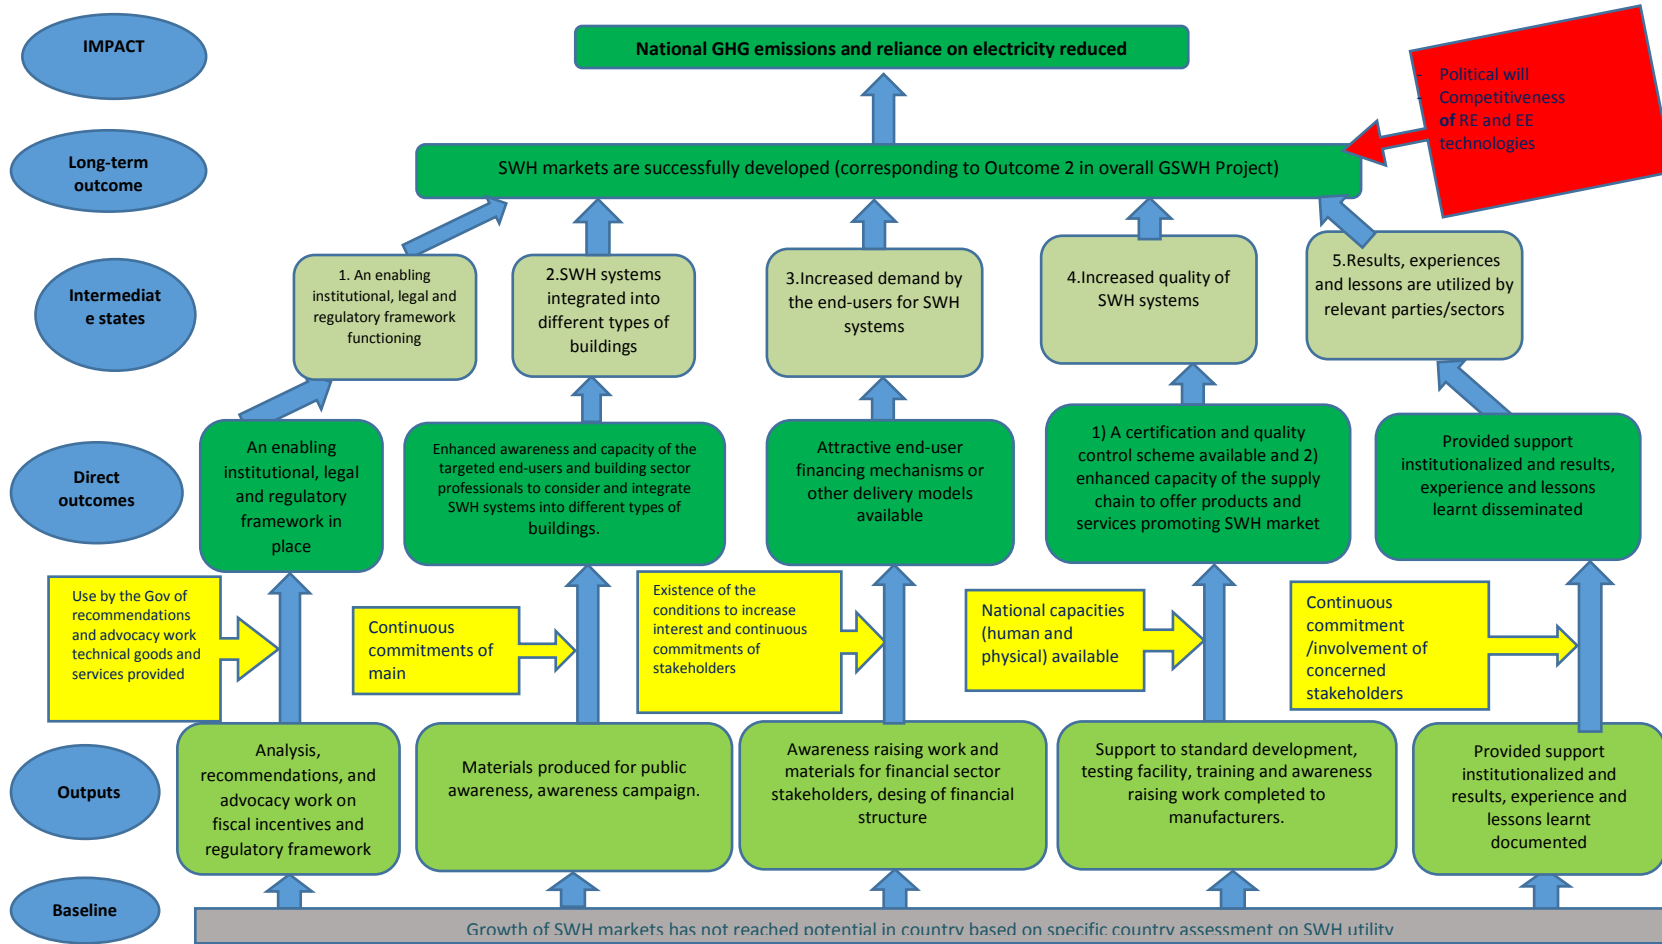 IMPACT
National GHG emissions and reliance on electricity reduced
- Political will
- Competitiveness
of RE and EE
technologies
Long-term
outcome
SWH markets are successfully developed (corresponding to Outcome 2 in overall GSWH Project)
Intermediat
e states
1. An enabling
institutional, legal and
regulatory framework
functioning
2.SWH systems
integrated into
different types of
buildings
3.Increased demand by
the end-users for SWH
systems
4.Increased quality of
SWH systems
5.Results, experiences
and lessons are utilized by
relevant parties/sectors
Direct
outcomes
An enabling
institutional, legal
and regulatory
framework in
place
Enhanced awareness and capacity of the
targeted end-users and building sector
professionals to consider and integrate
SWH systems into different types of
buildings.
Attractive end-user
financing mechanisms or
other delivery models
available
1) A certification and quality
control scheme available and 2)
enhanced capacity of the supply
chain to offer products and
services promoting SWH market
Provided support
institutionalized and results,
experience and lessons
learnt disseminated
Use by the Gov of
recommendations
and advocacy work
technical goods and
services provided
Continuous
commitments of
main
Existence of the
conditions to increase
interest and continuous
commitments of
stakeholders
National capacities
(human and
physical) available
Continuous
commitment
/involvement of
concerned
stakeholders
Outputs
Analysis,
recommendations, and
advocacy work on
fiscal incentives and
regulatory framework
Materials produced for public
awareness, awareness campaign.
Awareness raising work and
materials for financial sector
stakeholders, desing of financial
structure
Support to standard development,
testing facility, training and awareness
raising work completed to
manufacturers.
Provided support
institutionalized and
results, experience and
lessons learnt
documented
Baseline
Growth of SWH markets has not reached potential in country based on specific country assessment on SWH utility